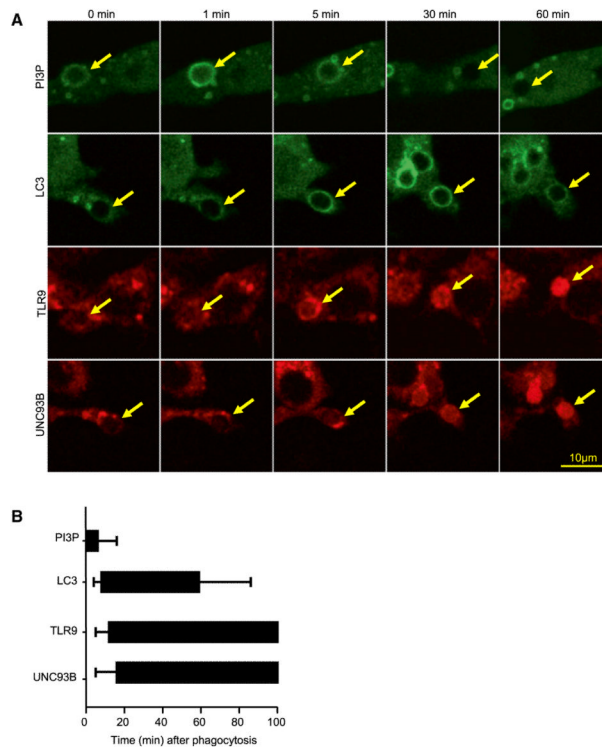 A
0 min 1 min 5 min 30 min 60 min
PI3P
LC3
TLR9
UNC93B
10µm
B
PI3P
LC3
TLR9
UNC93B
0 20 40 60 80 100
Time (min) after phagocytosis